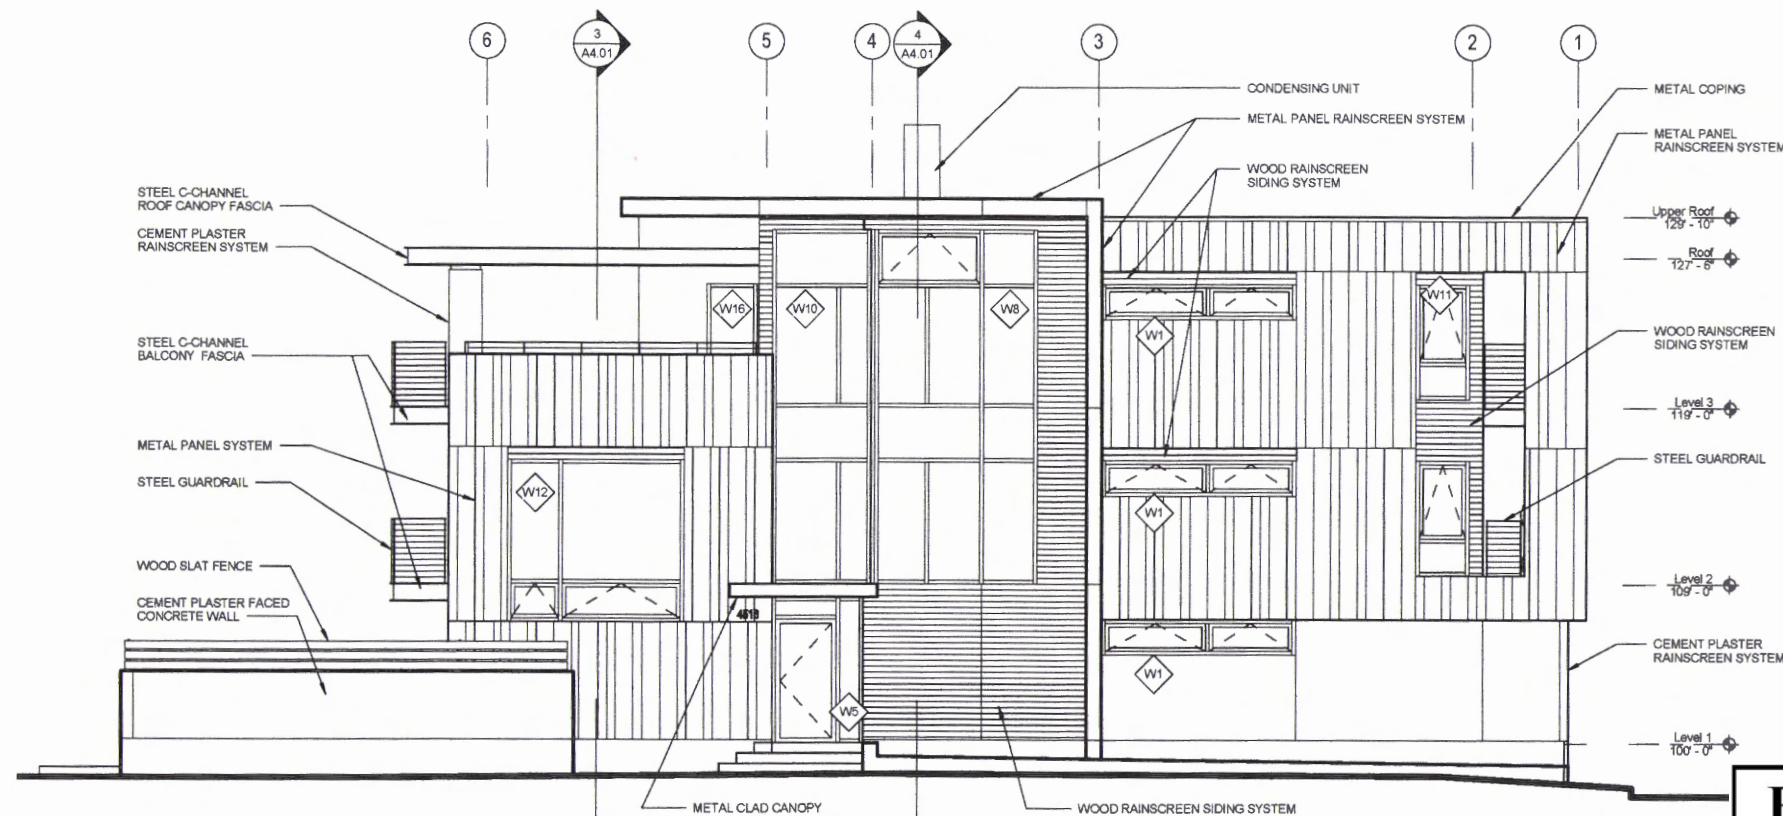 6
3
A4.01
5
4
4
A4.01
3
2
1
CONDENSING UNIT
METAL COPING
METAL PANEL RAINSCREEN SYSTEM
METAL PANEL
RAINSCREEN SYSTEM
WOOD RAINSCREEN
SIDING SYSTEM
STEEL C-CHANNEL
ROOF CANOPY FASCIA
CEMENT PLASTER
RAINSCREEN SYSTEM
Upper Roof
129' - 10"
Roof
127' - 6"
W16
W10
W8
W1
W11
WOOD RAINSCREEN
SIDING SYSTEM
STEEL C-CHANNEL
BALCONY FASCIA
Level 3
119' - 0"
METAL PANEL SYSTEM
STEEL GUARDRAIL
STEEL GUARDRAIL
W12
W1
WOOD SLAT FENCE
Level 2
109' - 0"
CEMENT PLASTER FACED
CONCRETE WALL
CEMENT PLASTER
RAINSCREEN SYSTEM
W1
W5
Level 1
100' - 0"
METAL CLAD CANOPY
WOOD RAINSCREEN SIDING SYSTEM